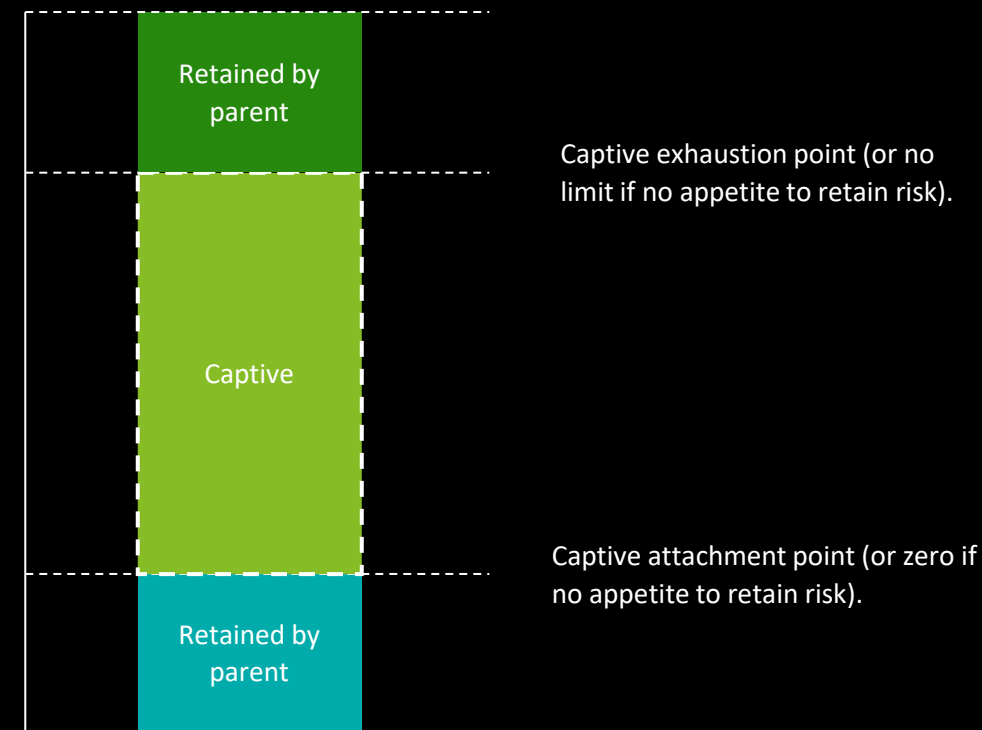 Retained by
parent
Captive exhaustion point (or no
limit if no appetite to retain risk).
Captive
Captive attachment point (or zero if
no appetite to retain risk).
Retained by
parent